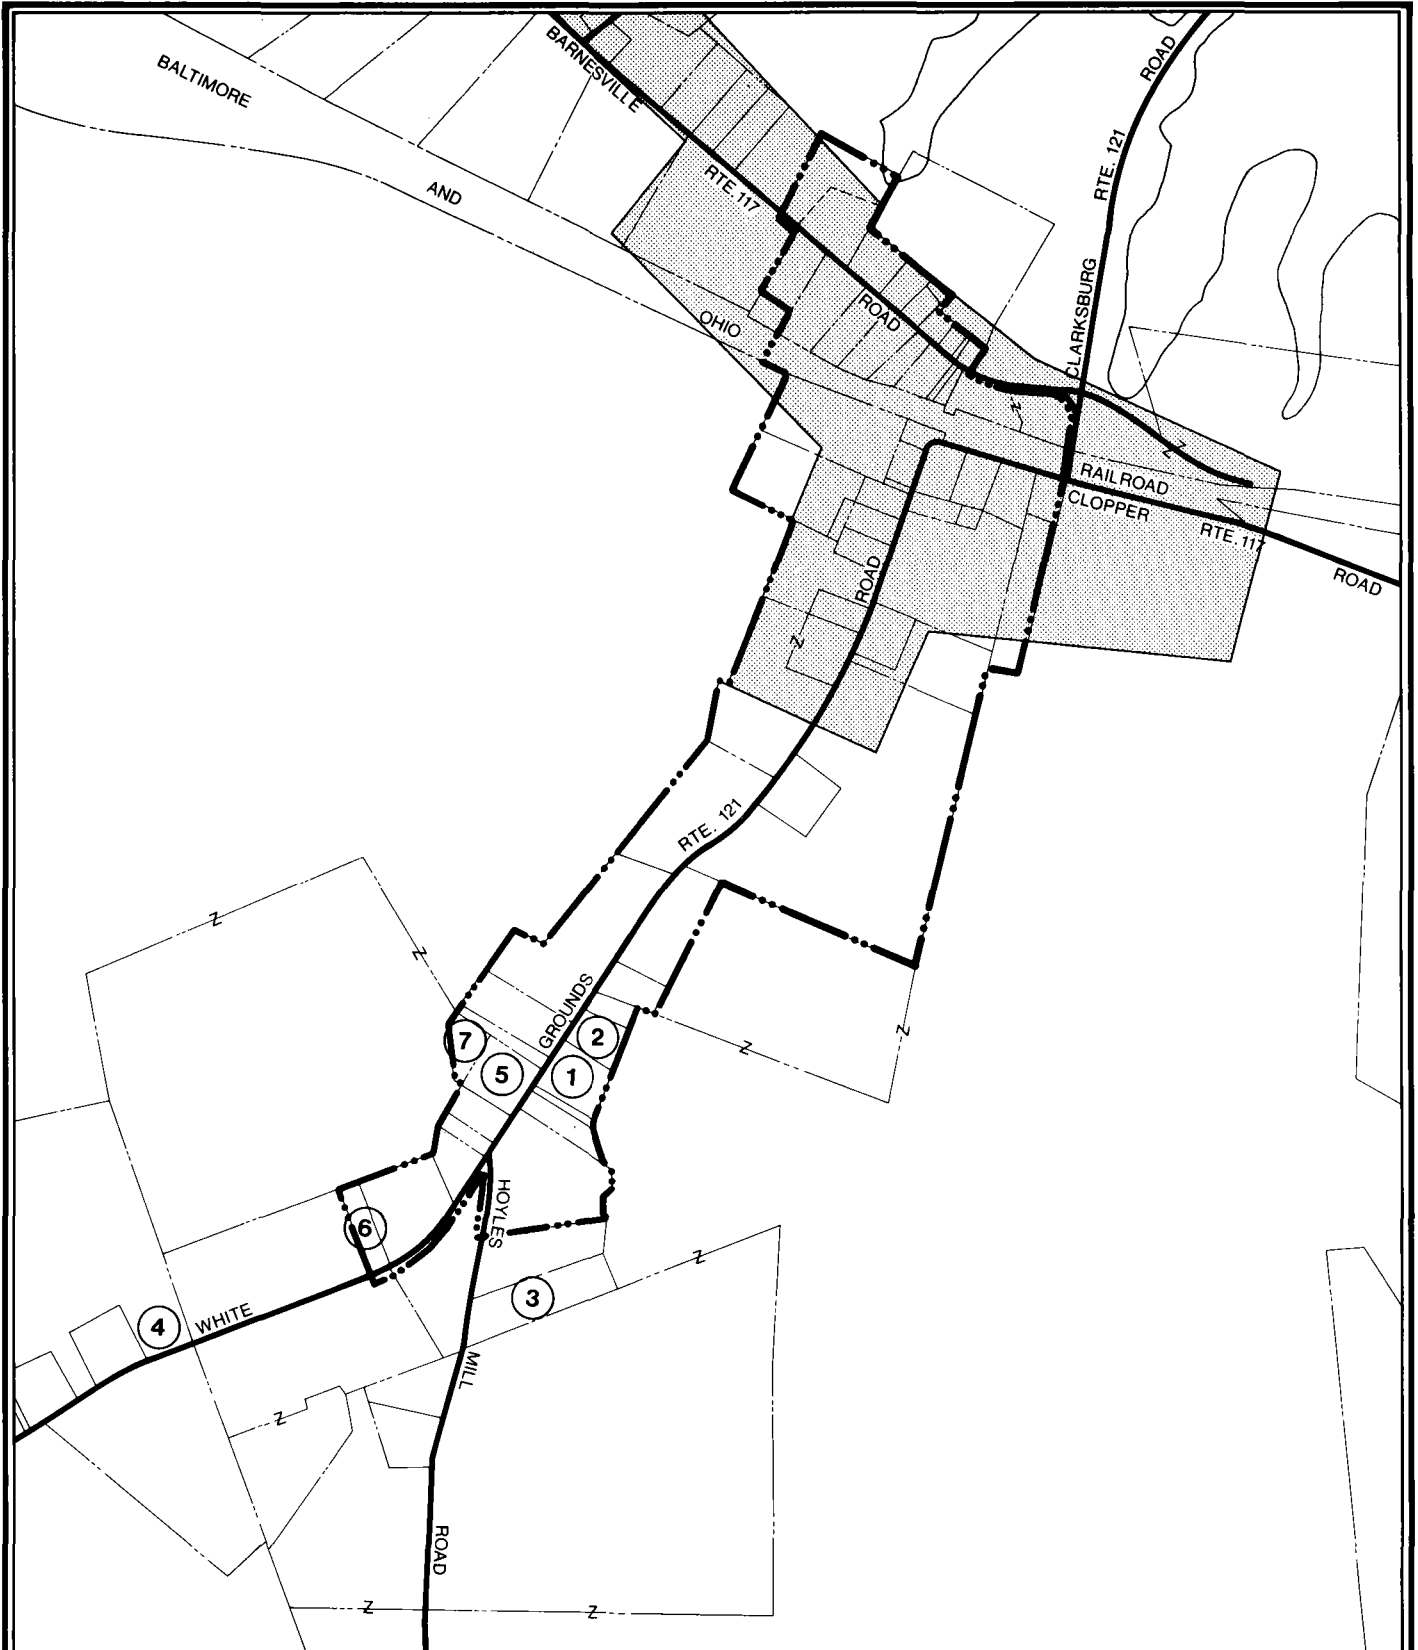 BALTIMORE
AND
OHIO
RAILROAD
BARNESVILLE
RTE. 117
ROAD
ROAD
RTE. 121
CLARKSBURG
CLOPPER
RTE. 117
ROAD
ROAD
RTE. 121
GROUNDS
WHITE
7
5
2
1
6
3
4
HOYLES
MILL
ROAD
Z
Z
Z
Z
Z
Z
Z
Z
Z
Z
Z